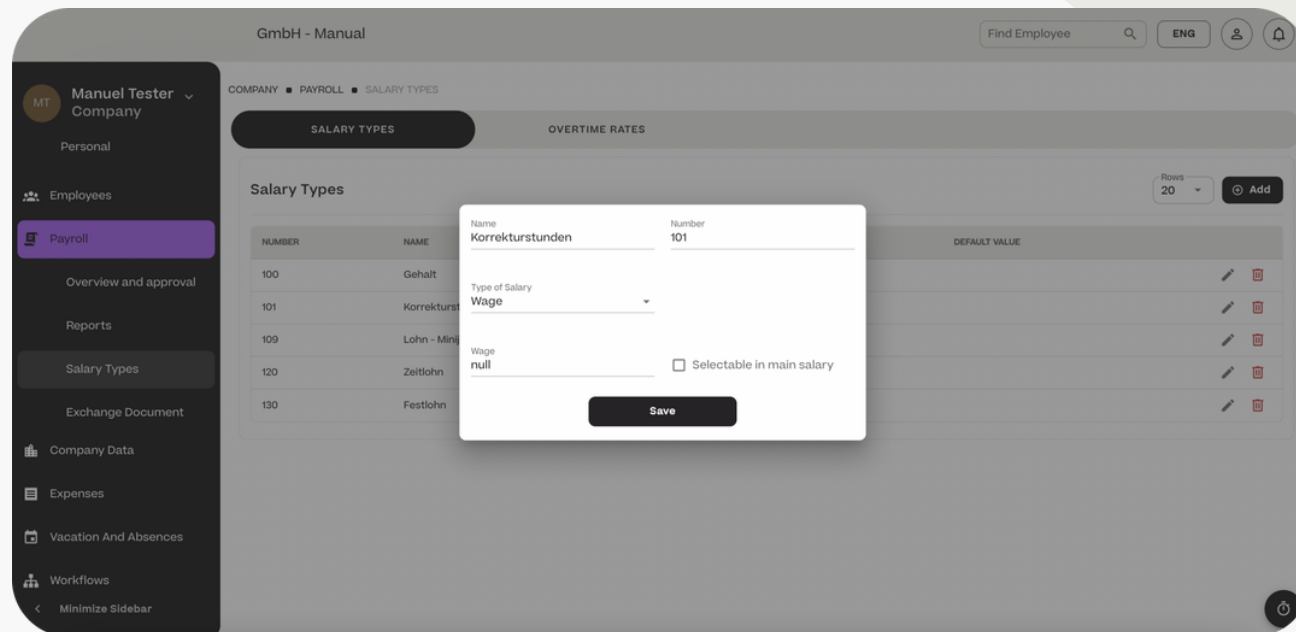 GmbH - Manual
Find Employee
ENG
MT
Manuel Tester
Company
Personal
Employees
Payroll
Overview and approval
Reports
Salary Types
Exchange Document
Company Data
Expenses
Vacation And Absences
Workflows
Minimize Sidebar
COMPANY ■ PAYROLL ■ SALARY TYPES
SALARY TYPES
OVERTIME RATES
Salary Types
Rows
20
Add
NUMBER NAME DEFAULT VALUE
100 Gehalt
101
109 Lohn -
120 Zeitlohn
130 Festlohn
Name
Korrekturstunden
Number
101
Type of Salary
Wage
Wage
null
Selectable in main salary
Save